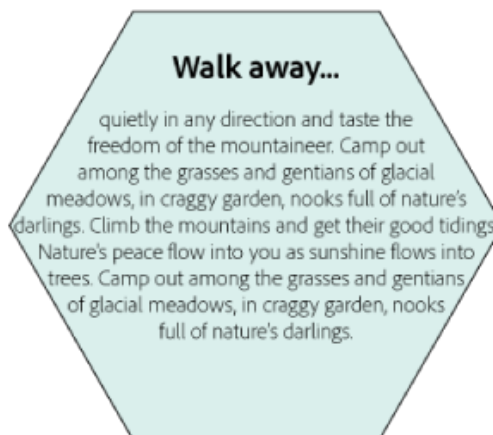 Walk away...
quietly in any direction and taste the
freedom of the mountaineer. Camp out
among the grasses and gentians of glacial
meadows, in craggy garden, nooks full of nature's
darlings. Climb the mountains and get their good tidings
Nature's peace flow into you as sunshine flows into
trees. Camp out among the grasses and gentians
of glacial meadows, in craggy garden, nooks
full of nature's darlings.